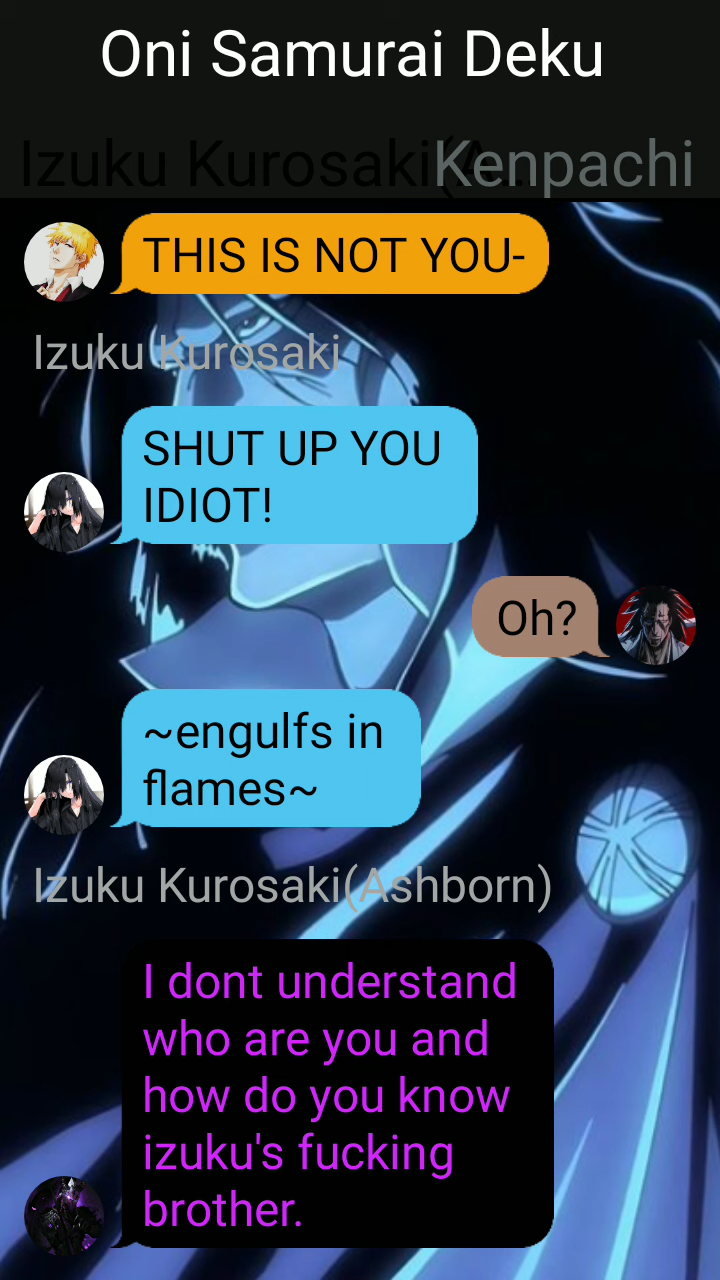 Oni Samurai Deku
Izuku Kurosaki(A...
Kenpachi
THIS IS NOT YOU-
Izuku Kurosaki
SHUT UP YOU
IDIOT!
Oh?
~engulfs in
flames~
Izuku Kurosaki(Ashborn)
I dont understand
who are you and
how do you know
izuku's fucking
brother.